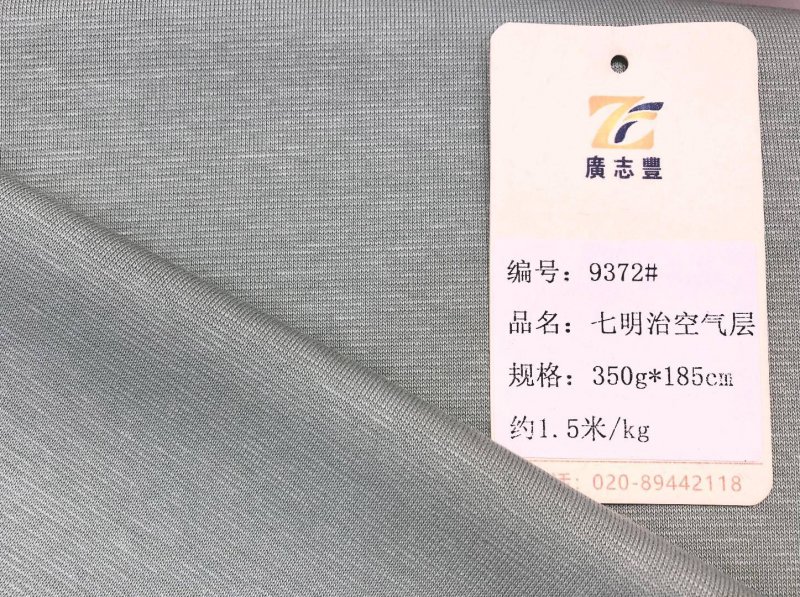 廣志豐
编号：9372#
品名：七明治空气层
规格：350g*185cm
约1.5米/kg
：020-89442118